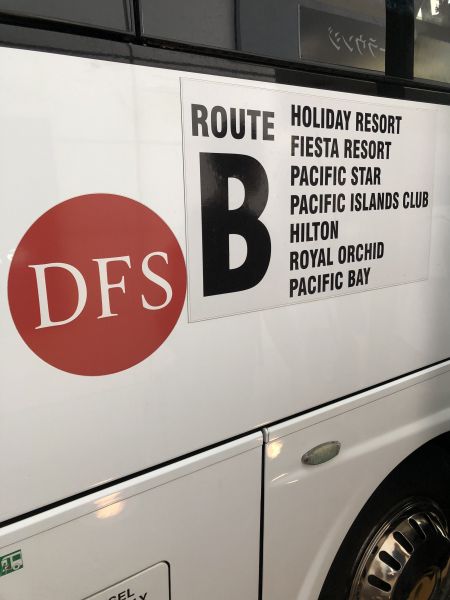 ROUTE
B
HOLIDAY RESORT
FIESTA RESORT
PACIFIC STAR
PACIFIC ISLANDS CLUB
HILTON
ROYAL ORCHID
PACIFIC BAY
DFS